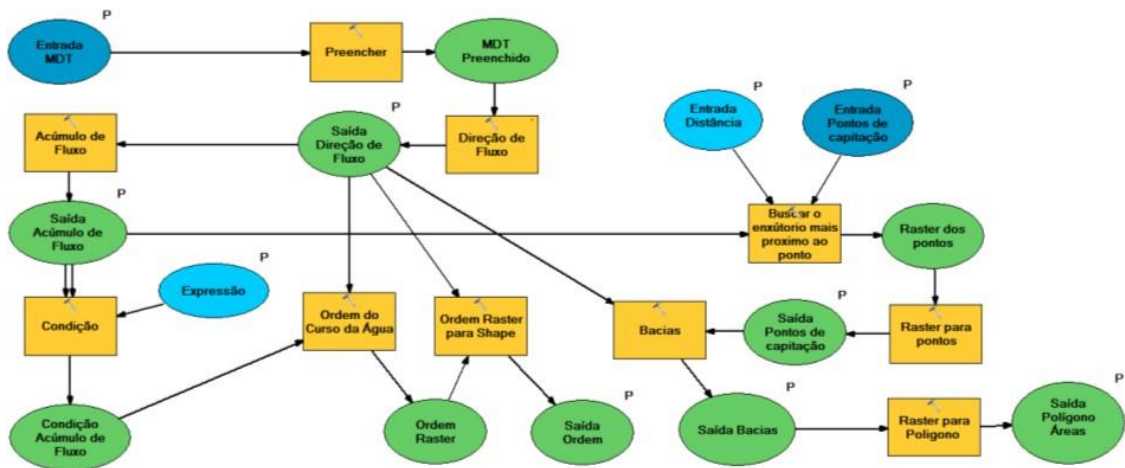 P
Entrada
MDT
Preencher
MDT
Preenchido
P
Entrada
Distância
P
Entrada
Pontos de
capitação
Acúmulo de
Fluxo
P
Saída
Direção de
Fluxo
Direção de
Fluxo
P
Saída
Acúmulo de
Fluxo
Buscar o
enxútorio mais
proximo ao
ponto
Raster dos
pontos
P
Expressão
Condição
Ordem do
Curso da Água
Ordem Raster
para Shape
Bacias
P
Saída
Pontos de
capitação
Raster para
pontos
Condição
Acúmulo de
Fluxo
Ordem
Raster
P
Saída
Ordem
P
Saída Bacias
Raster para
Poligono
P
Saída
Polígono
Áreas